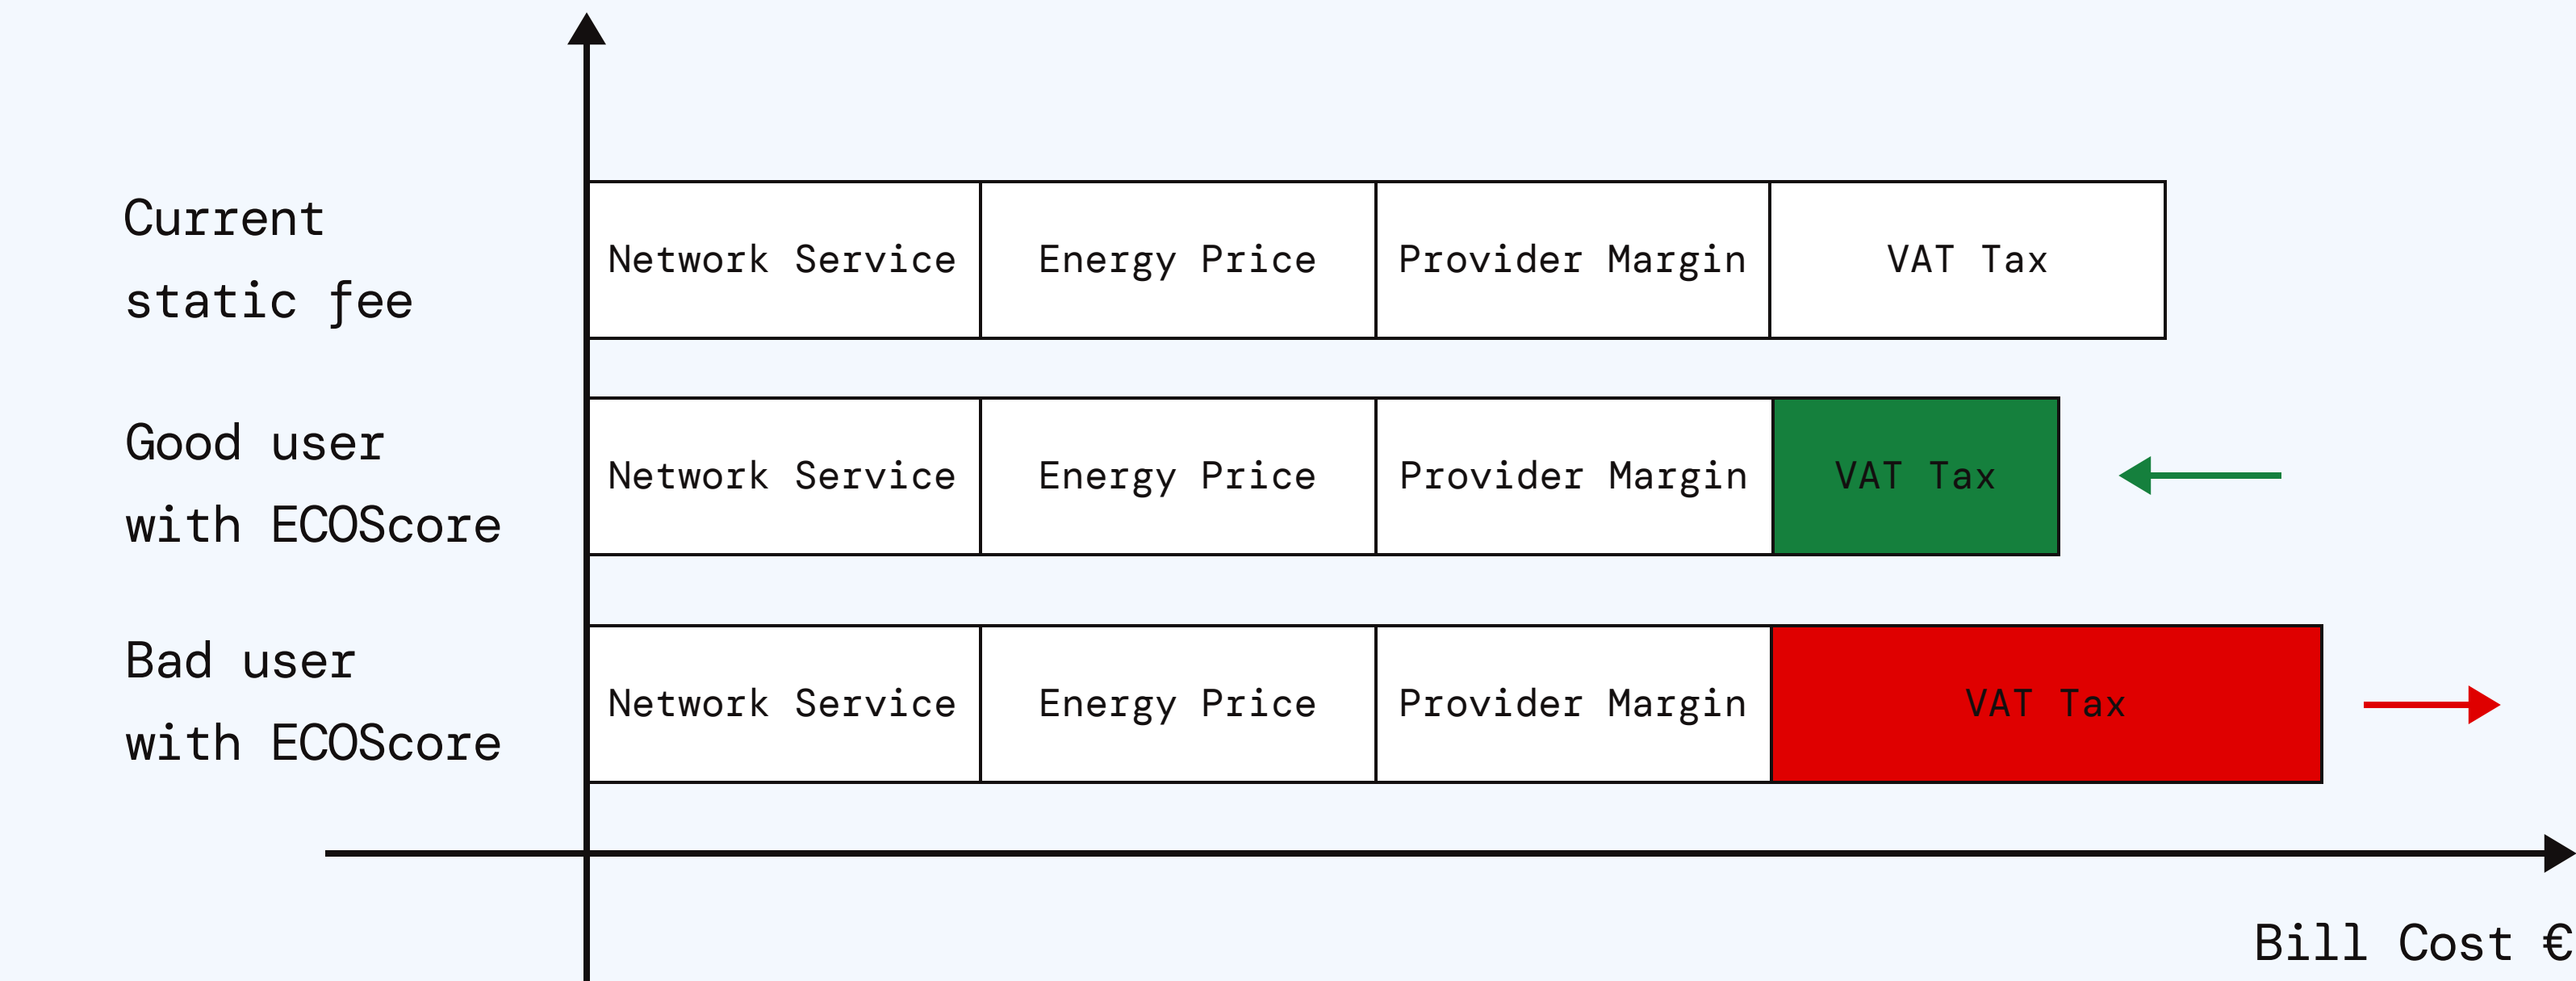 Current
static fee
Network Service
Energy Price
Provider Margin
VAT Tax
Good user
with ECOScore
Network Service
Energy Price
Provider Margin
VAT Tax
Bad user
with ECOScore
Network Service
Energy Price
Provider Margin
VAT Tax
Bill Cost €